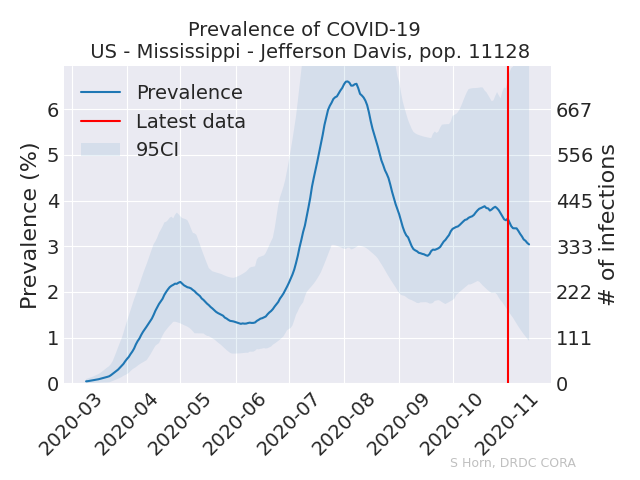 Prevalence of COVID-19
US - Mississippi - Jefferson Davis, pop. 11128
Prevalence
Latest data
95CI
Prevalence (%)
6
5
4
3
2
1
0
667
556
445
333
222
111
0
# of infections
2020-03
2020-04
2020-05
2020-06
2020-07
2020-08
2020-09
2020-10
2020-11
S Horn, DRDC CORA